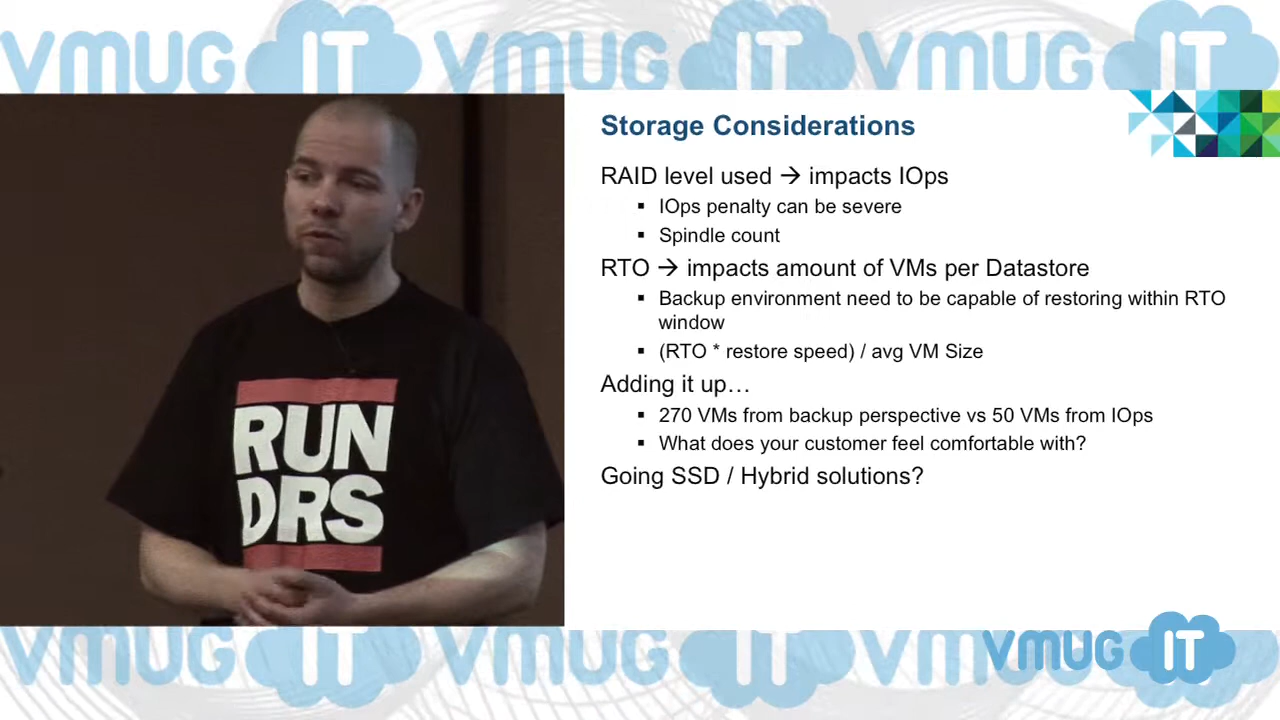 vmug IT vmug IT vmug IT
Storage Considerations
RAID level used → impacts IOps
▪ IOps penalty can be severe
▪ Spindle count
RTO → impacts amount of VMs per Datastore
▪ Backup environment need to be capable of restoring within RTO
window
▪ (RTO * restore speed) / avg VM Size
Adding it up…
▪ 270 VMs from backup perspective vs 50 VMs from IOps
▪ What does your customer feel comfortable with?
Going SSD / Hybrid solutions?
RUN
DRS
vmug IT vmug IT vmug IT
vmug IT